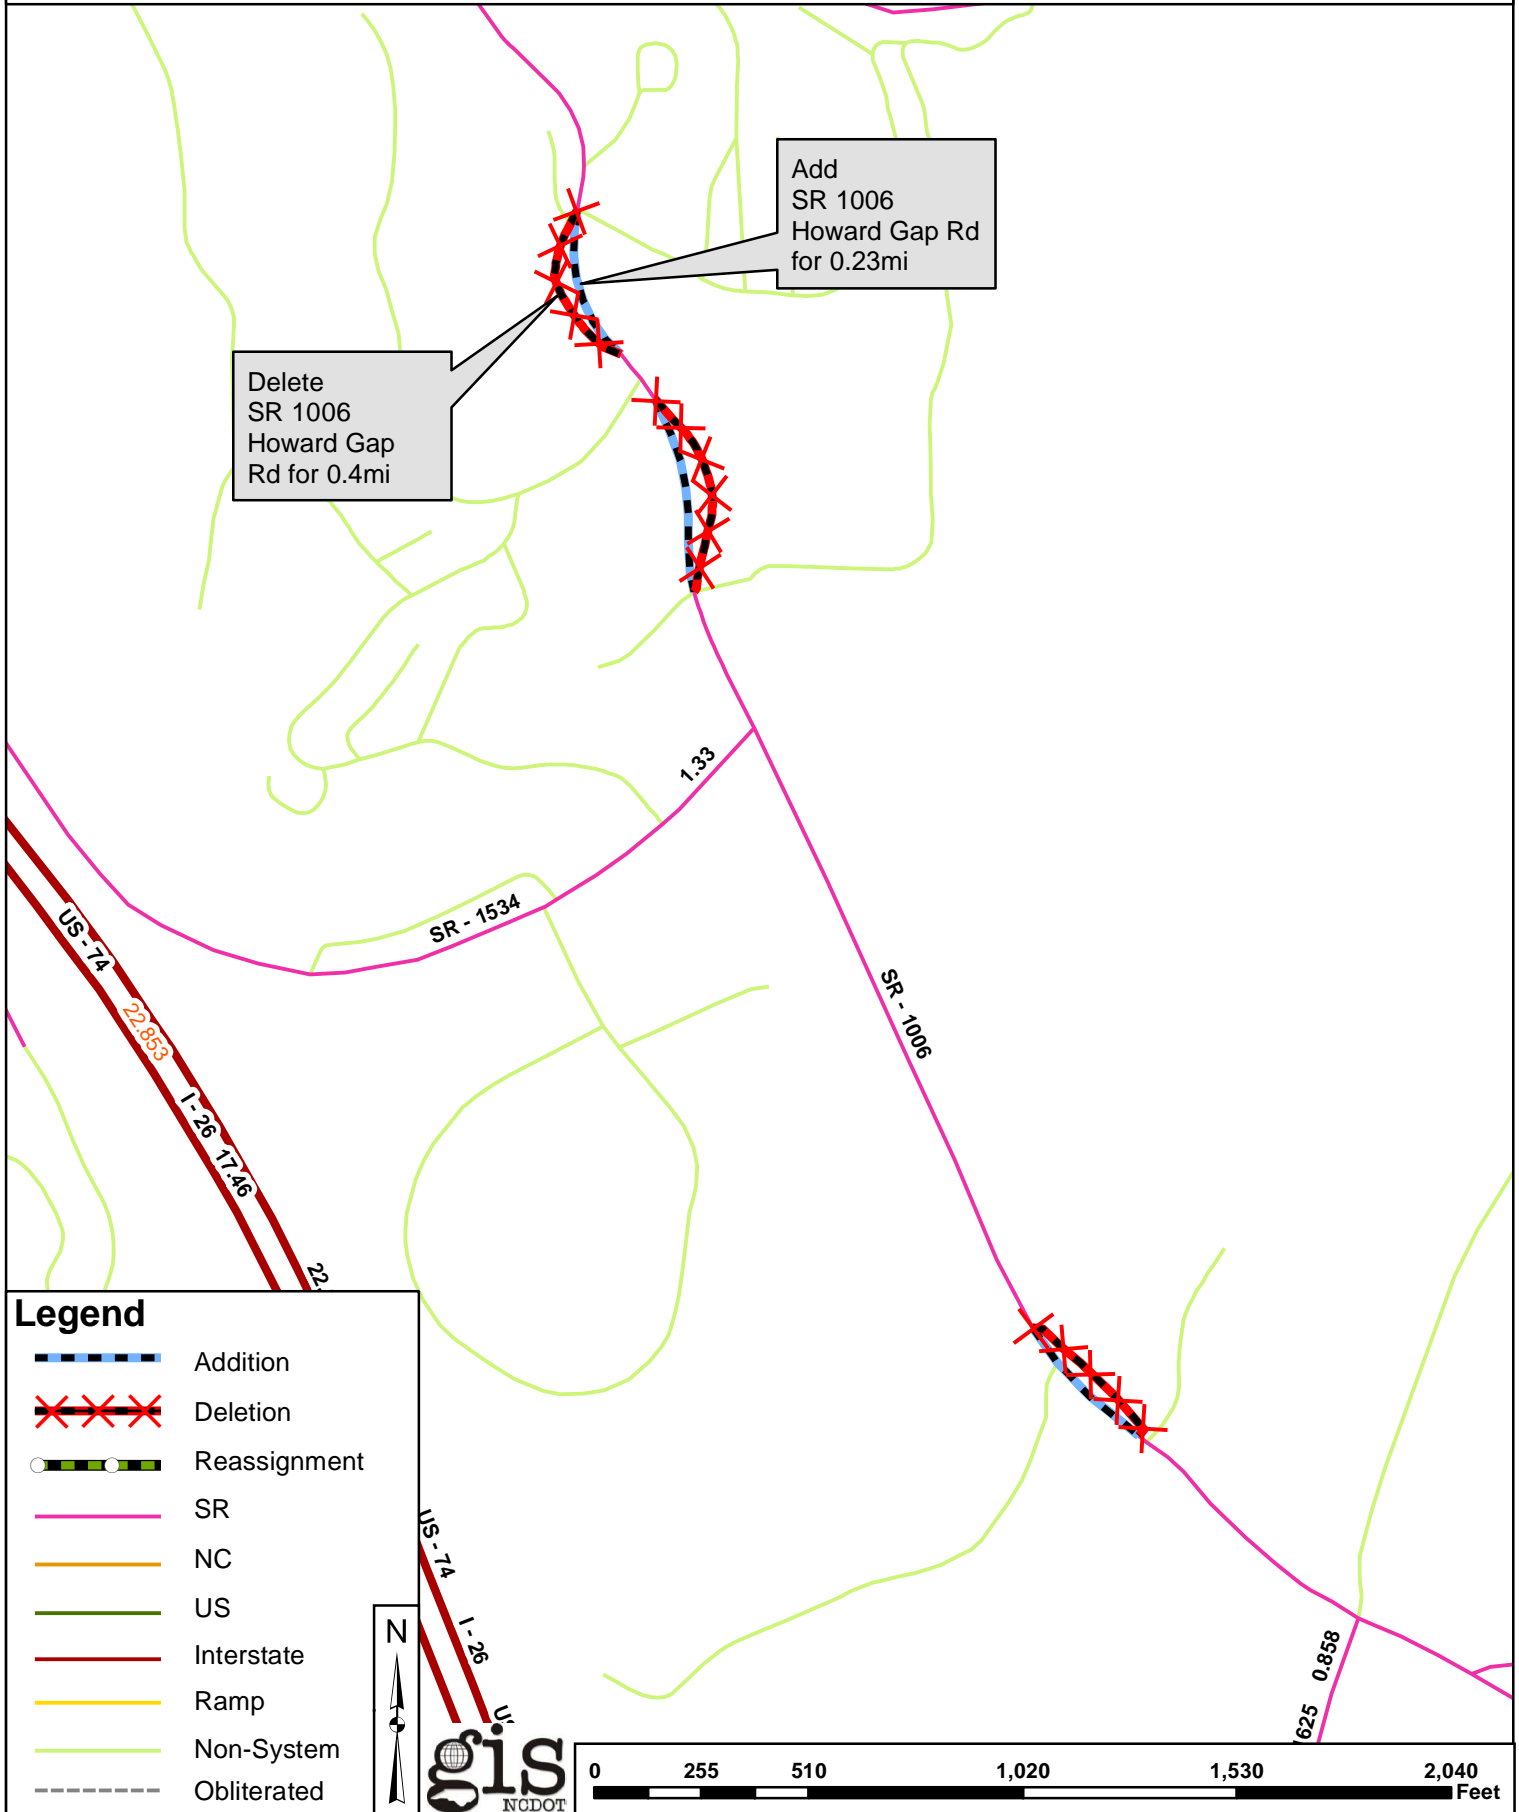 Add
SR 1006
Howard Gap Rd
for 0.23mi
Delete
SR 1006
Howard Gap
Rd for 0.4mi
1.33
SR - 1534
US - 74
22.853
I - 26
17.46
22.
SR - 1006
Legend
Addition
Deletion
Reassignment
SR
NC
US
Interstate
Ramp
Non-System
Obliterated
N
US - 74
I - 26
0.858
625
gis
NCDOT
0 255 510 1,020 1,530 2,040
Feet